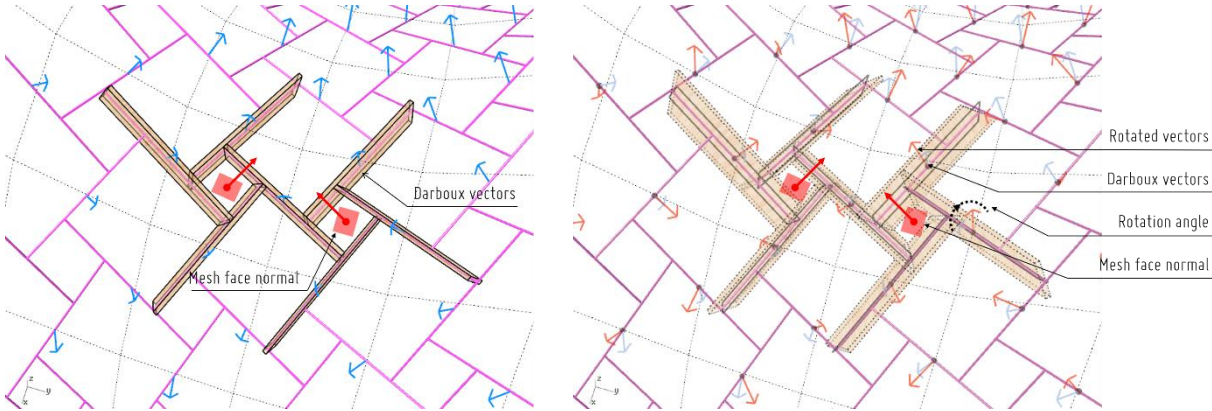 Darboux vectors
Mesh face normal
z
y
x
Rotated vectors
Darboux vectors
Rotation angle
Mesh face normal
z
y
x